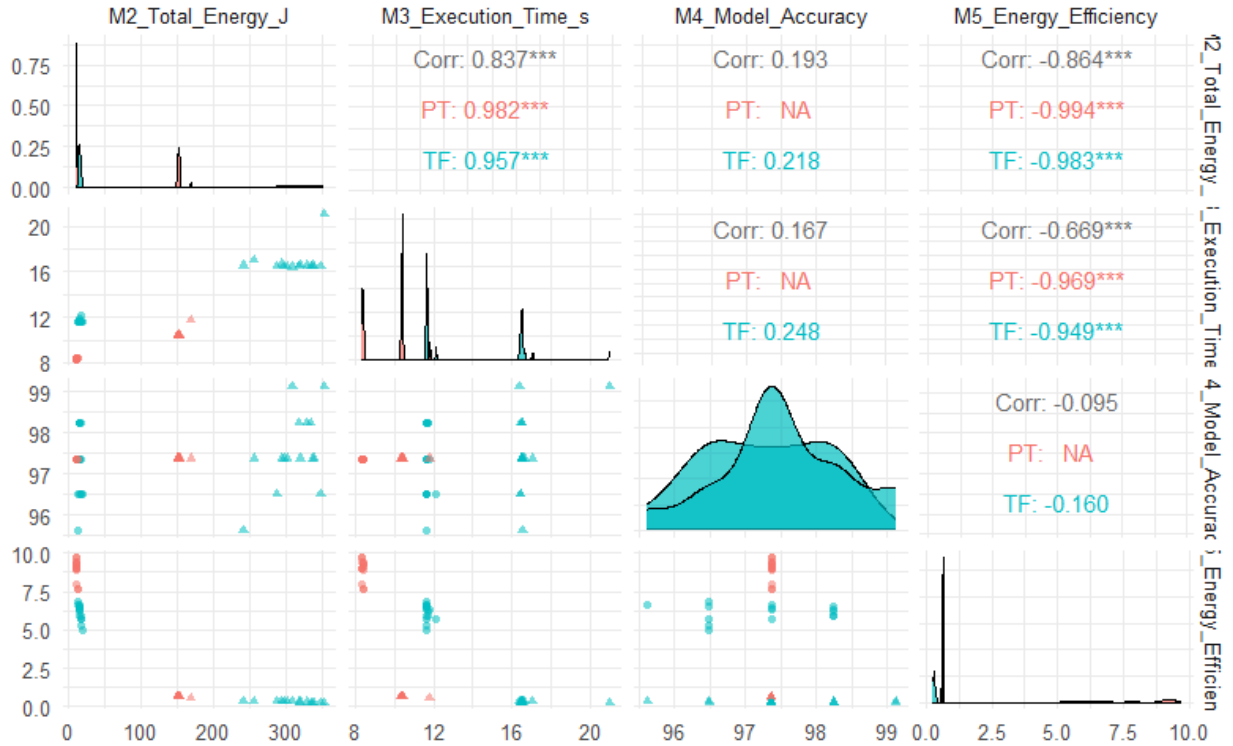 M2_Total_Energy_J M3_Execution_Time_s M4_Model_Accuracy M5_Energy_Efficiency
0.75
0.50
0.25
0.00
Corr: 0.837***
PT: 0.982***
TF: 0.957***
Corr: 0.193
PT: NA
TF: 0.218
Corr: -0.864***
PT: -0.994***
TF: -0.983***
2_Total_Energy_
20
16
12
8
Corr: 0.167
PT: NA
TF: 0.248
Corr: -0.669***
PT: -0.969***
TF: -0.949***
_Execution_Time
99
98
97
96
Corr: -0.095
PT: NA
TF: -0.160
4_Model_Accurac
10.0
7.5
5.0
2.5
0.0
_Energy_Efficien
0 100 200 300 8 12 16 20 96 97 98 99 0.0 2.5 5.0 7.5 10.0